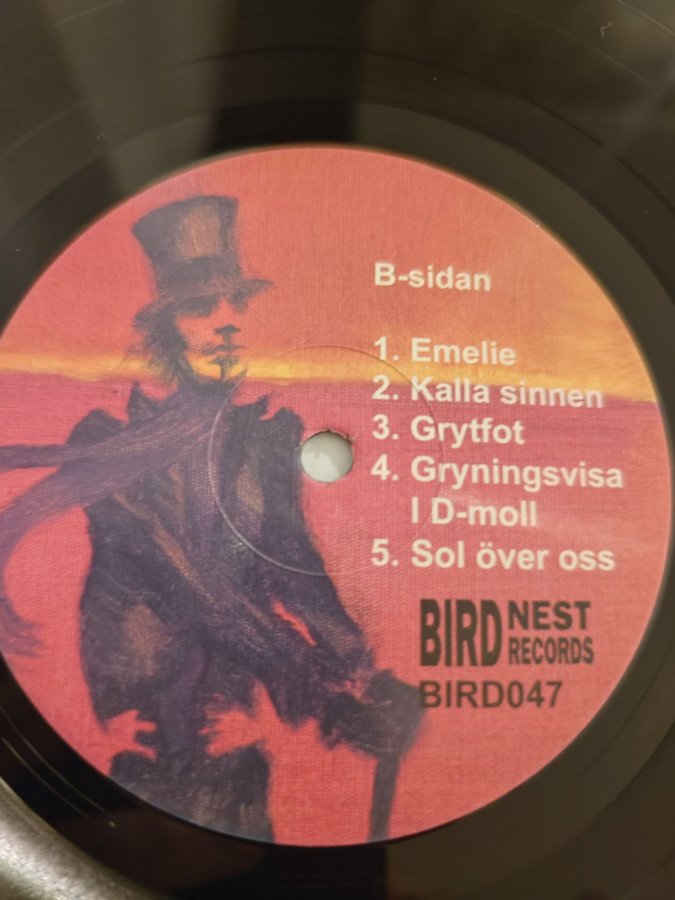 B-sidan
1. Emelie
2. Kalla sinnen
3. Grytfot
4. Gryningsvisa
I D-moll
5. Sol över oss
BIRD NEST
RECORDS
BIRD047